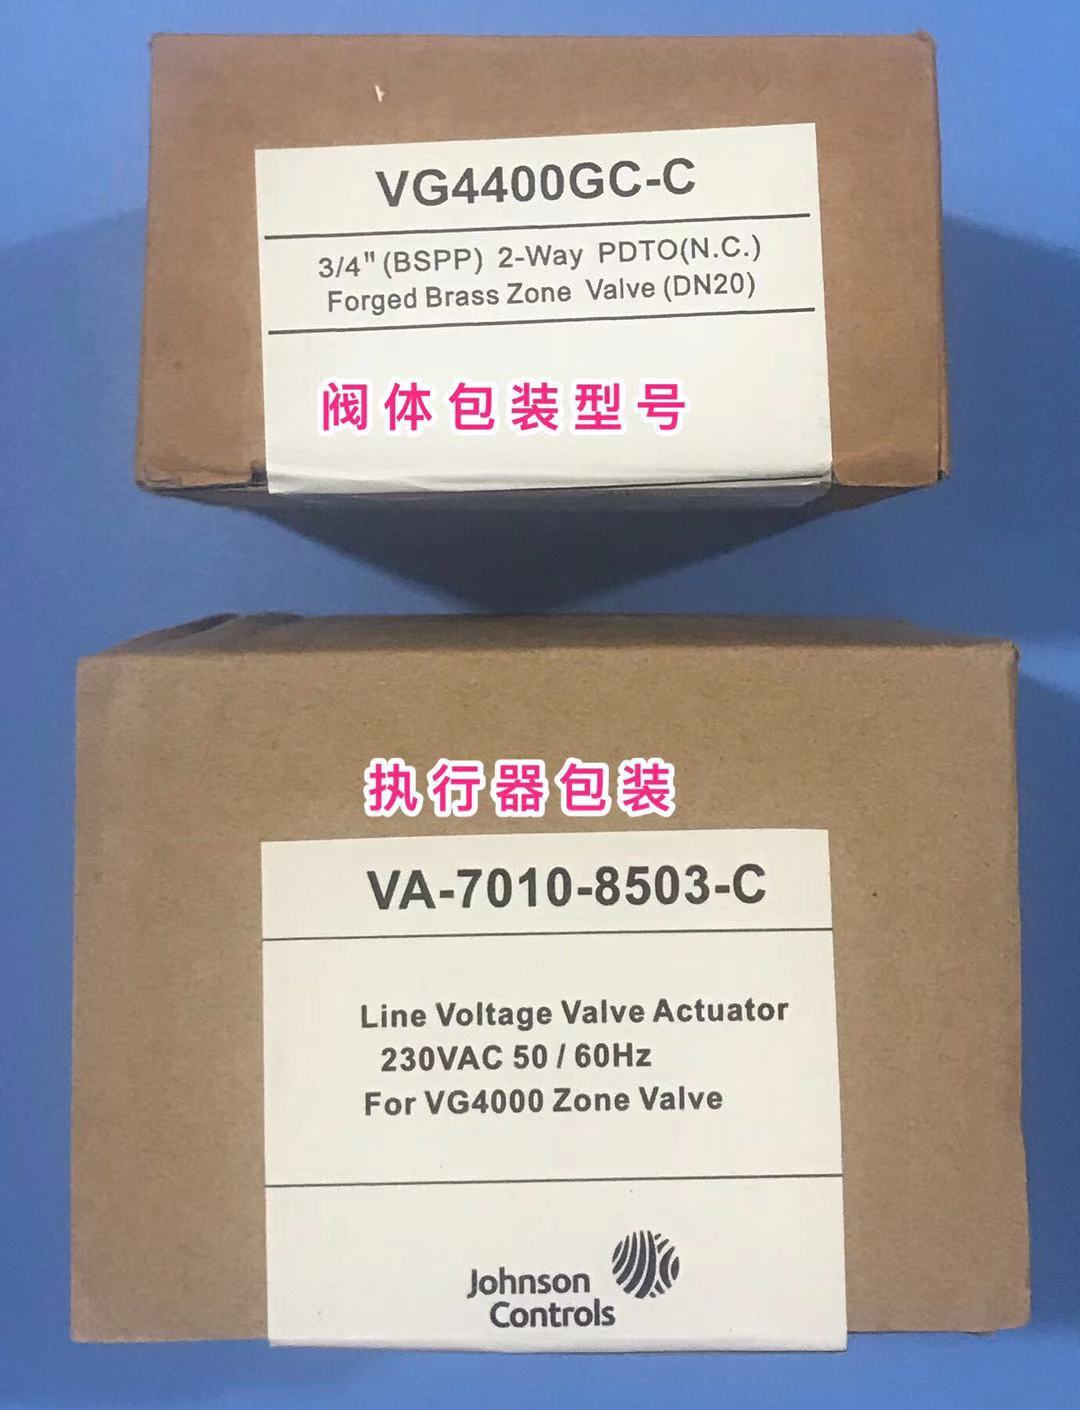 VG4400GC-C
3/4" (BSPP) 2-Way PDTO(N.C.)
Forged Brass Zone Valve (DN20)
阀体包装型号
执行器包装
VA-7010-8503-C
Line Voltage Valve Actuator
230VAC 50 / 60Hz
For VG4000 Zone Valve
Johnson
Controls